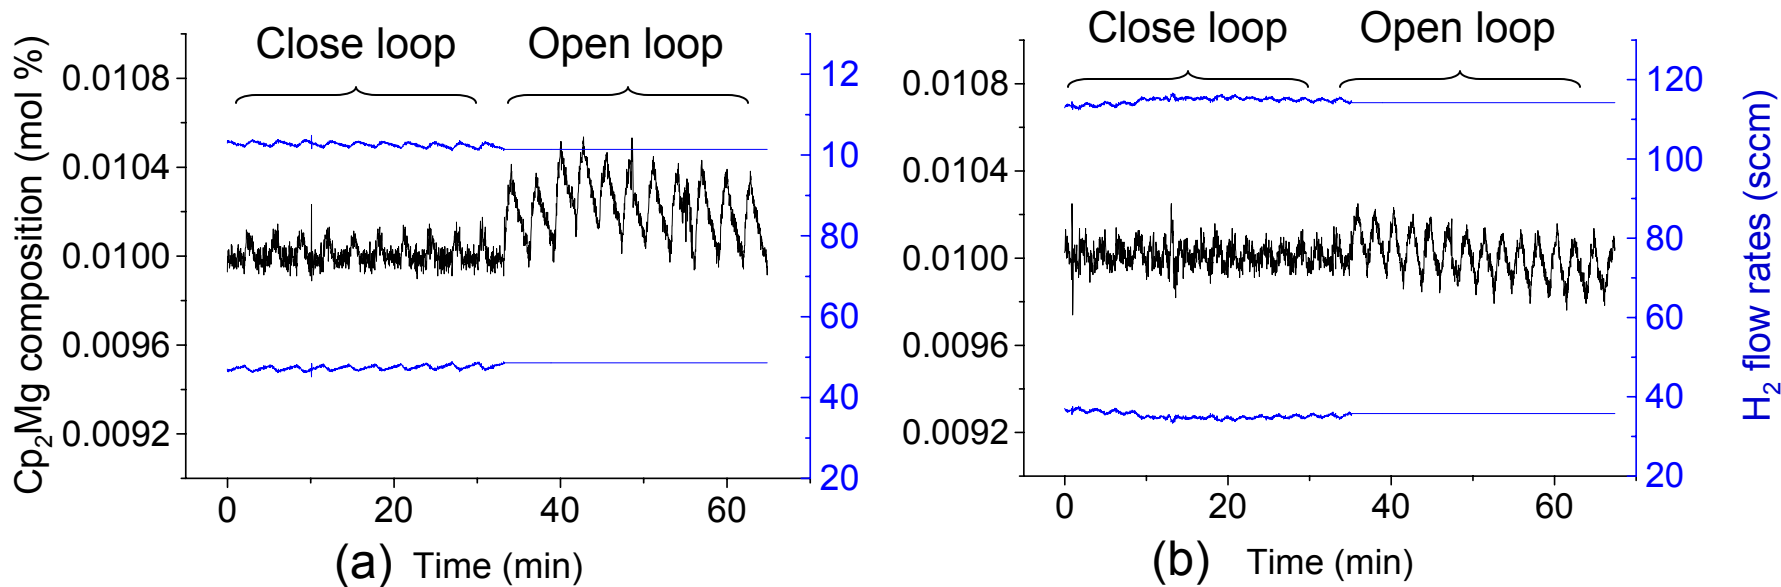 Close loop Open loop
Cp₂Mg composition (mol %)
0.0108
0.0104
0.0100
0.0096
0.0092
12
10
80
60
40
20
0 20 40 60
(a) Time (min)
Close loop Open loop
0.0108
0.0104
0.0100
0.0096
0.0092
120
100
80
60
40
20
H₂ flow rates (sccm)
0 20 40 60
(b) Time (min)